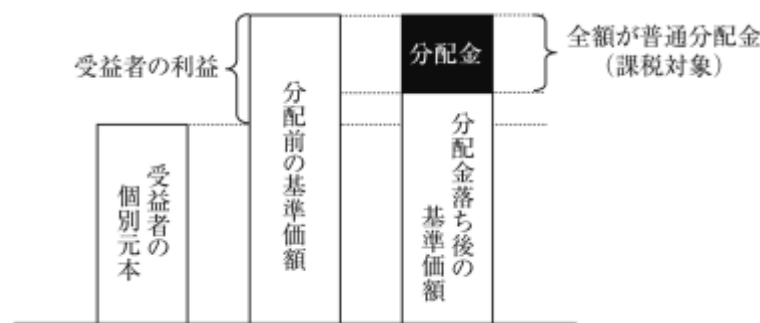 受益者の利益
受益者の
個別元本
分配前の基準価額
分配金
分配金落ち後の
基準価額
全額が普通分配金
（課税対象）